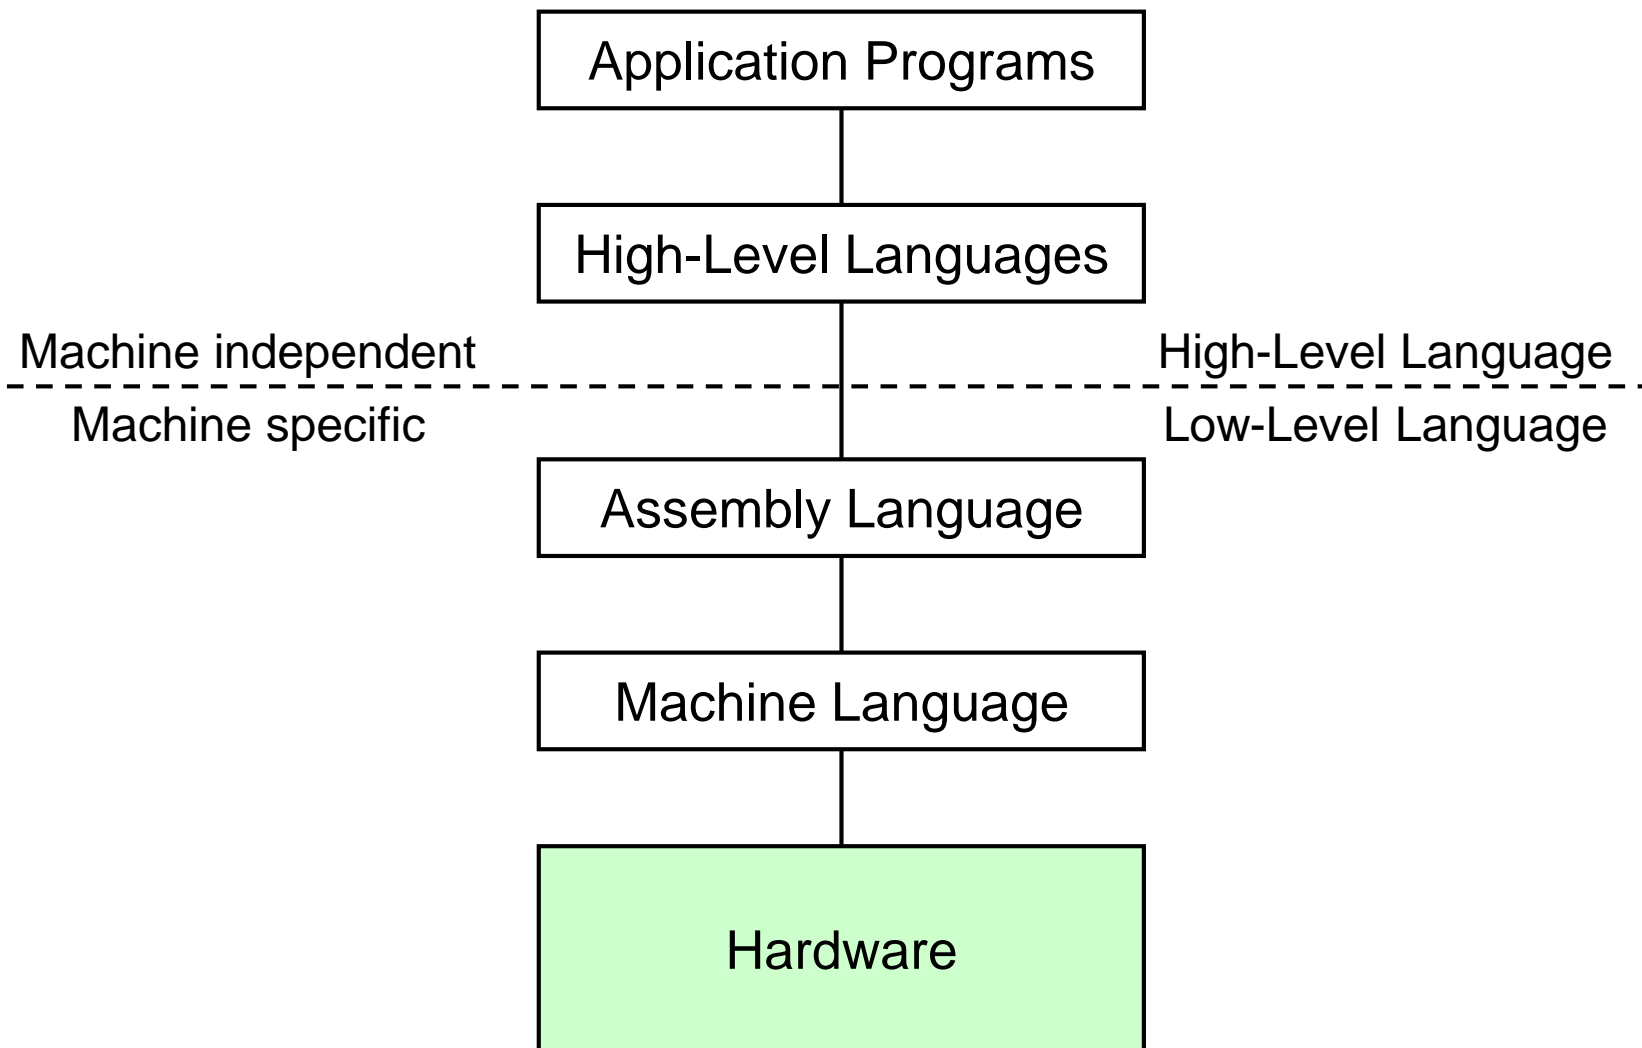 Application Programs
High-Level Languages
Machine independent
High-Level Language
Machine specific
Low-Level Language
Assembly Language
Machine Language
Hardware